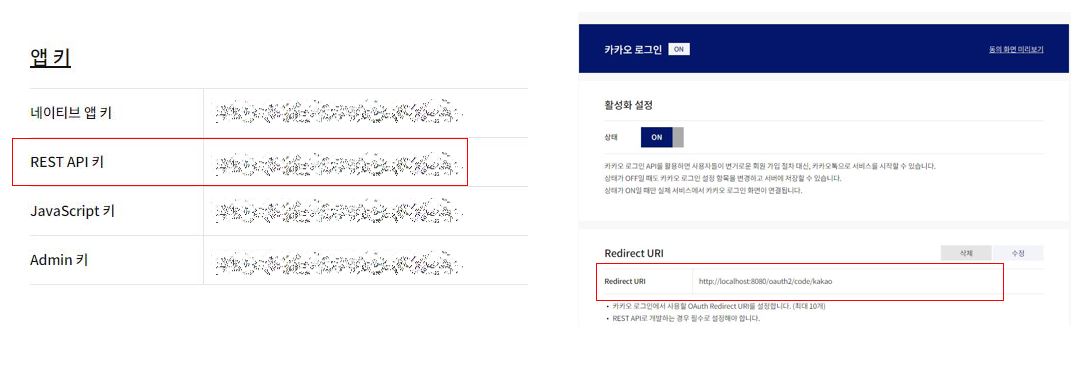 앱 키
네이티브 앱 키
REST API 키
JavaScript 키
Admin 키
카카오 로그인 ON
동의 화면 미리보기
활성화 설정
상태 ON
카카오 로그인 API를 활용하면 사용자들이 번거로운 회원 가입 절차 대신, 카카오톡으로 서비스를 시작할 수 있습니다.
상태가 OFF일 때도 카카오 로그인 설정 항목을 변경하고 서버에 저장할 수 있습니다.
상태가 ON일 때만 실제 서비스에서 카카오 로그인 화면이 연결됩니다.
Redirect URI 삭제 수정
Redirect URI http://localhost:8080/oauth2/code/kakao
• 카카오 로그인에서 사용할 OAuth Redirect URI를 설정합니다. (최대 10개)
• REST API로 개발하는 경우 필수로 설정해야 합니다.